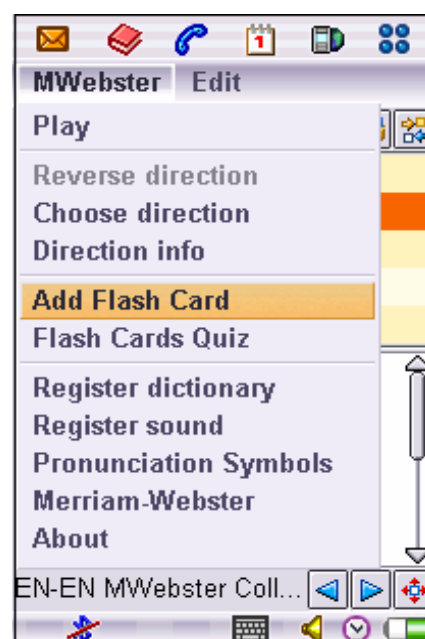 1
MWebster Edit
Play
Reverse direction
Choose direction
Direction info
Add Flash Card
Flash Cards Quiz
Register dictionary
Register sound
Pronunciation Symbols
Merriam-Webster
About
EN-EN MWebster Coll...